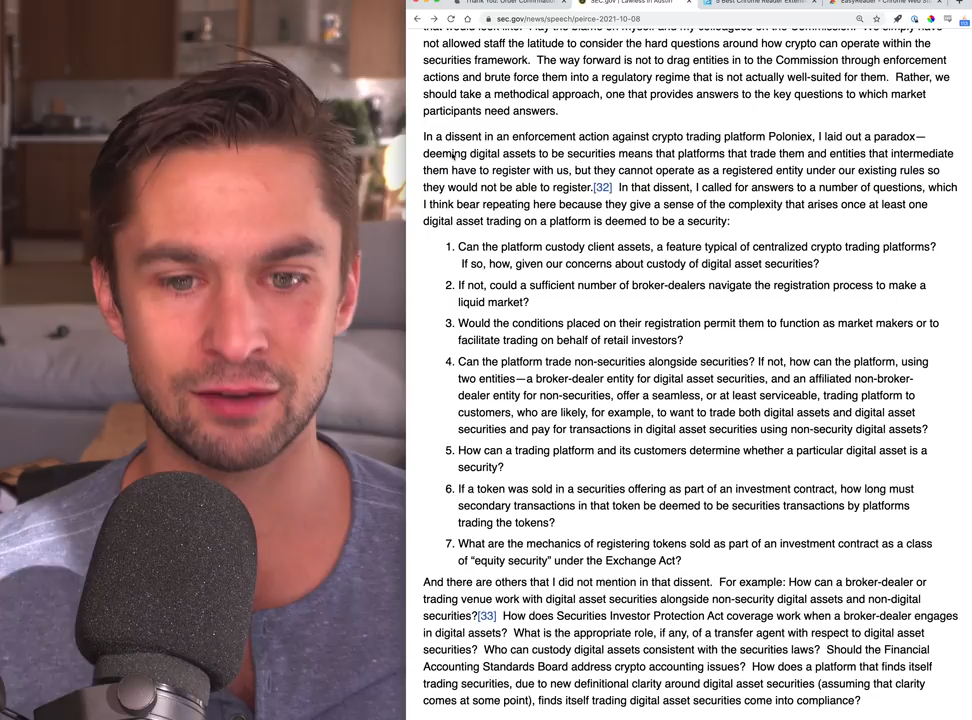 Thank You: Order Confirmation
SEC.gov | Lawless in Austin
5 Best Chrome Reader Exten
EasyReader - Chrome Web St
sec.gov/news/speech/peirce-2021-10-08
not allowed staff the latitude to consider the hard questions around how crypto can operate within the
securities framework. The way forward is not to drag entities in to the Commission through enforcement
actions and brute force them into a regulatory regime that is not actually well-suited for them. Rather, we
should take a methodical approach, one that provides answers to the key questions to which market
participants need answers.
In a dissent in an enforcement action against crypto trading platform Poloniex, I laid out a paradox—
deeming digital assets to be securities means that platforms that trade them and entities that intermediate
them have to register with us, but they cannot operate as a registered entity under our existing rules so
they would not be able to register.[32] In that dissent, I called for answers to a number of questions, which
I think bear repeating here because they give a sense of the complexity that arises once at least one
digital asset trading on a platform is deemed to be a security:
1. Can the platform custody client assets, a feature typical of centralized crypto trading platforms?
If so, how, given our concerns about custody of digital asset securities?
2. If not, could a sufficient number of broker-dealers navigate the registration process to make a
liquid market?
3. Would the conditions placed on their registration permit them to function as market makers or to
facilitate trading on behalf of retail investors?
4. Can the platform trade non-securities alongside securities? If not, how can the platform, using
two entities—a broker-dealer entity for digital asset securities, and an affiliated non-broker-
dealer entity for non-securities, offer a seamless, or at least serviceable, trading platform to
customers, who are likely, for example, to want to trade both digital assets and digital asset
securities and pay for transactions in digital asset securities using non-security digital assets?
5. How can a trading platform and its customers determine whether a particular digital asset is a
security?
6. If a token was sold in a securities offering as part of an investment contract, how long must
secondary transactions in that token be deemed to be securities transactions by platforms
trading the tokens?
7. What are the mechanics of registering tokens sold as part of an investment contract as a class
of “equity security” under the Exchange Act?
And there are others that I did not mention in that dissent. For example: How can a broker-dealer or
trading venue work with digital asset securities alongside non-security digital assets and non-digital
securities?[33] How does Securities Investor Protection Act coverage work when a broker-dealer engages
in digital assets? What is the appropriate role, if any, of a transfer agent with respect to digital asset
securities? Who can custody digital assets consistent with the securities laws? Should the Financial
Accounting Standards Board address crypto accounting issues? How does a platform that finds itself
trading securities, due to new definitional clarity around digital asset securities (assuming that clarity
comes at some point), finds itself trading digital asset securities come into compliance?